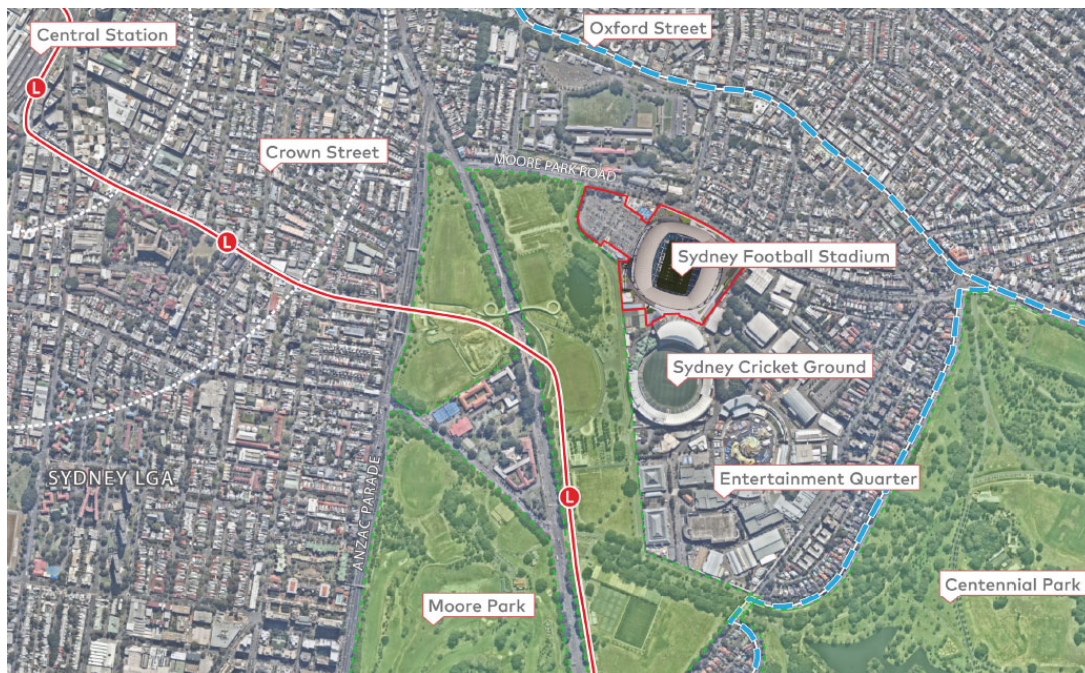 Central Station
Oxford Street
L
Crown Street
MOORE PARK ROAD
L
Sydney Football Stadium
Sydney Cricket Ground
SYDNEY LGA
Entertainment Quarter
L
ANZAC PARADE
Moore Park
Centennial Park